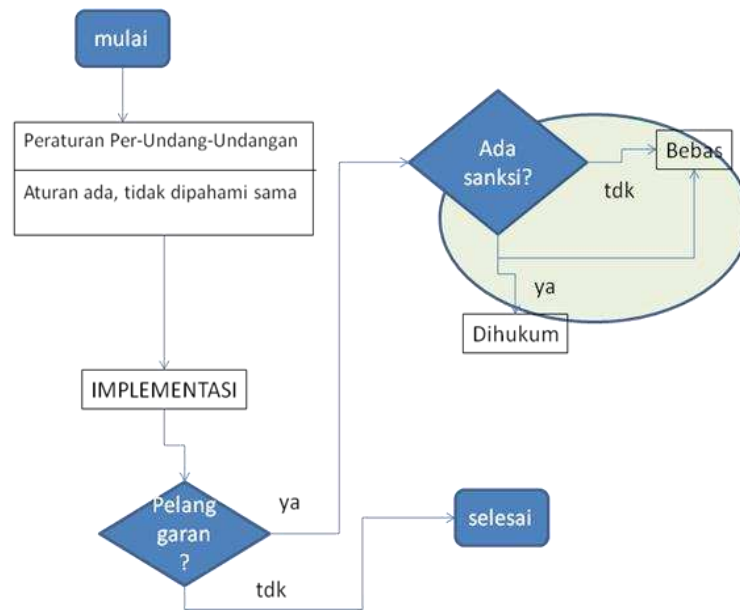 mulai
Peraturan Per-Undang-Undangan
Aturan ada, tidak dipahami sama
IMPLEMENTASI
Pelang
garan
?
ya
tdk
selesai
Ada
sanksi?
tdk
Bebas
ya
Dihukum